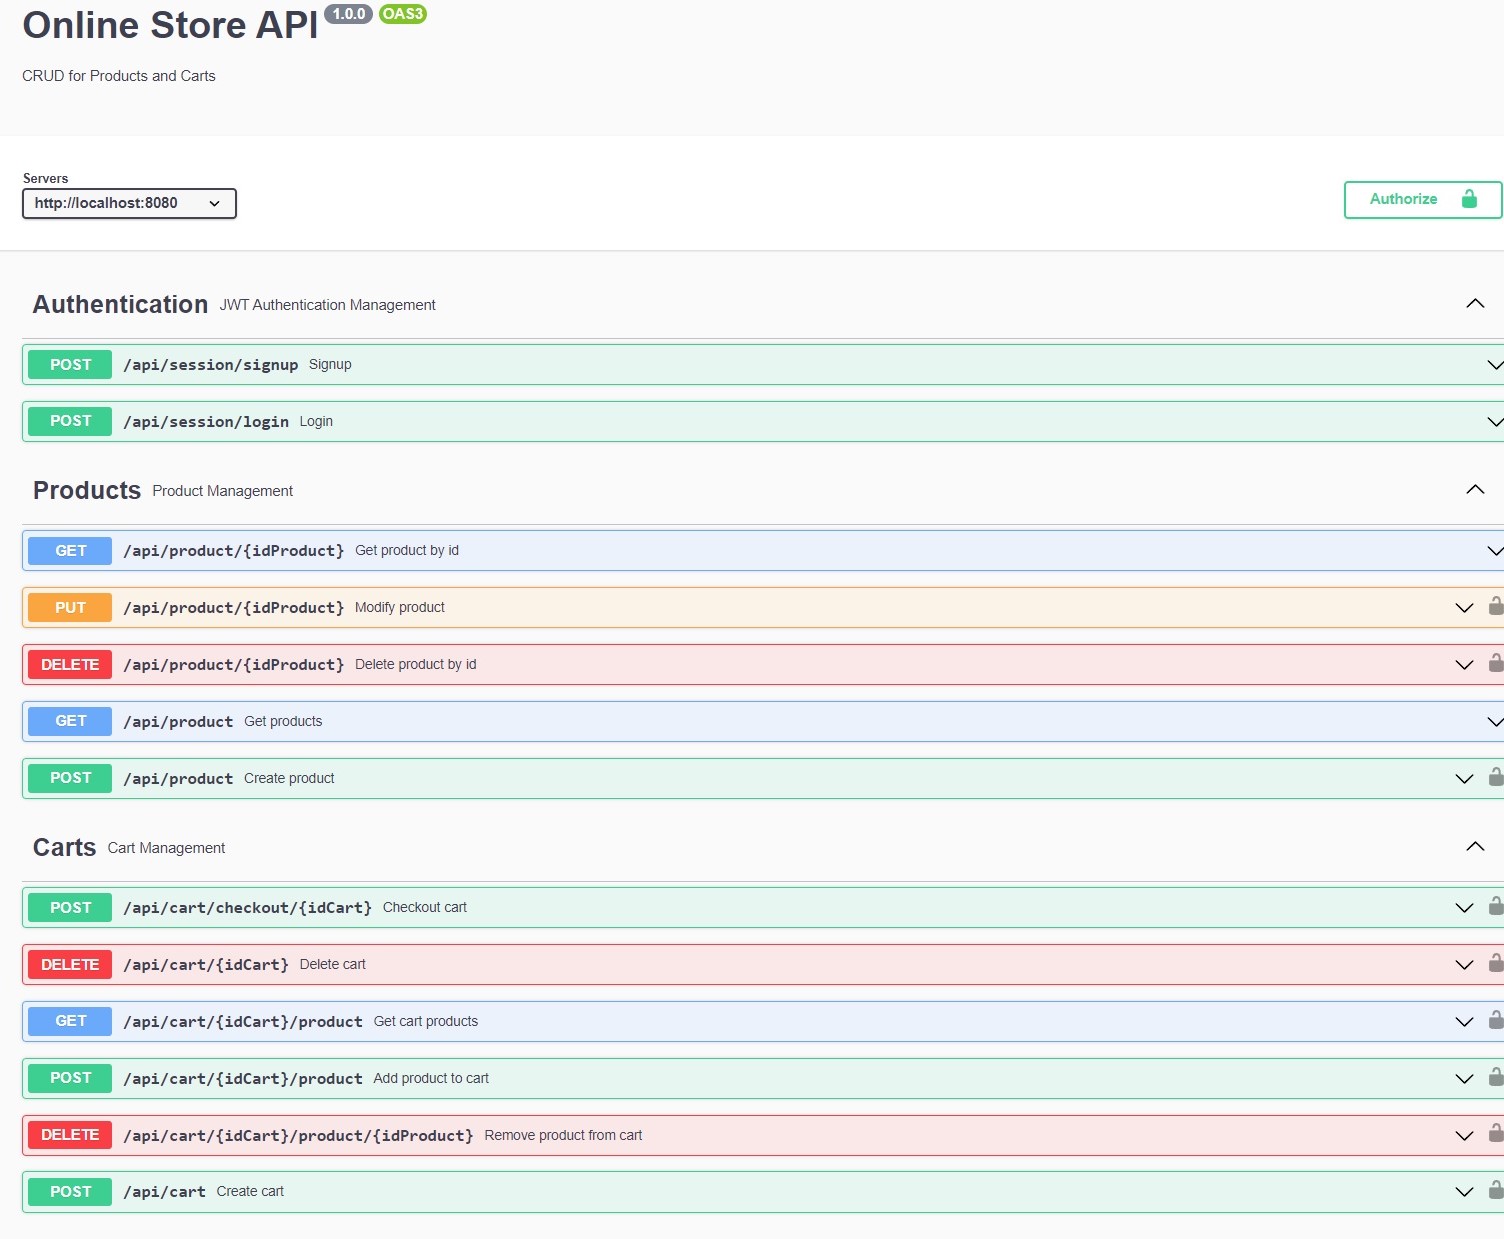 Online Store API 1.0.0 OAS3
CRUD for Products and Carts
Servers
http://localhost:8080
Authorize
Authentication JWT Authentication Management
POST /api/session/signup Signup
POST /api/session/login Login
Products Product Management
GET /api/product/{idProduct} Get product by id
PUT /api/product/{idProduct} Modify product
DELETE /api/product/{idProduct} Delete product by id
GET /api/product Get products
POST /api/product Create product
Carts Cart Management
POST /api/cart/checkout/{idCart} Checkout cart
DELETE /api/cart/{idCart} Delete cart
GET /api/cart/{idCart}/product Get cart products
POST /api/cart/{idCart}/product Add product to cart
DELETE /api/cart/{idCart}/product/{idProduct} Remove product from cart
POST /api/cart Create cart